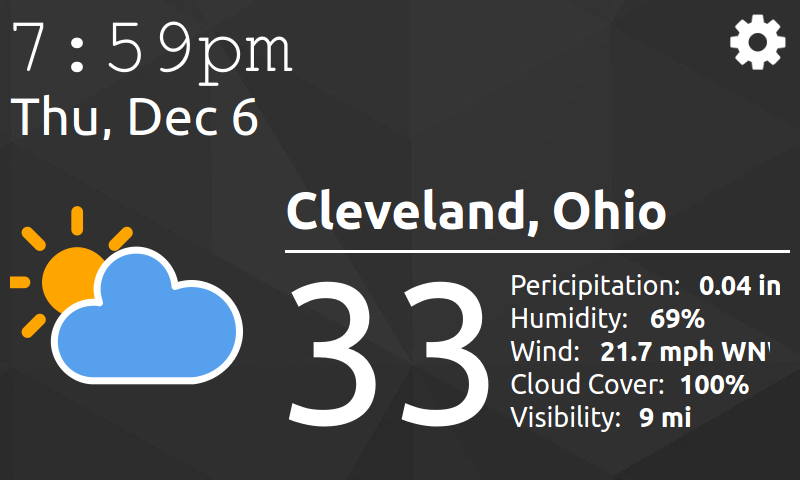 7:59pm
Thu, Dec 6
Cleveland, Ohio
33
Pericipitation: 0.04 in
Humidity: 69%
Wind: 21.7 mph WN
Cloud Cover: 100%
Visibility: 9 mi